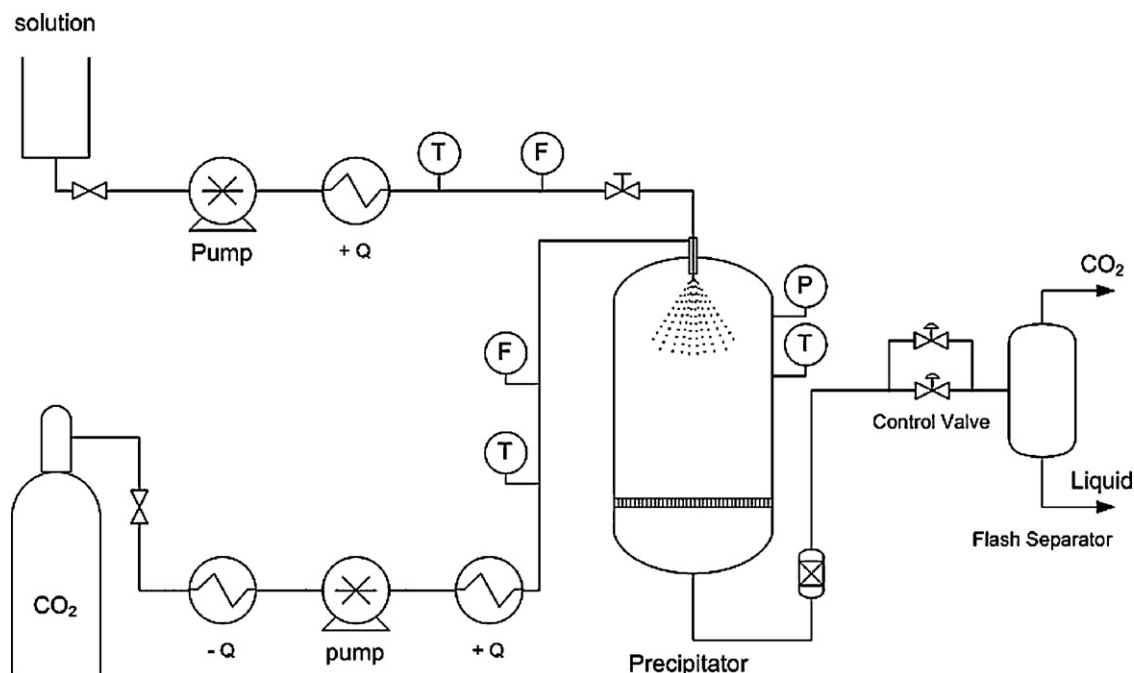 solution
T
F
Pump
+ Q
CO₂
P
T
F
Control Valve
T
Liquid
Flash Separator
CO₂
- Q
pump
+ Q
Precipitator